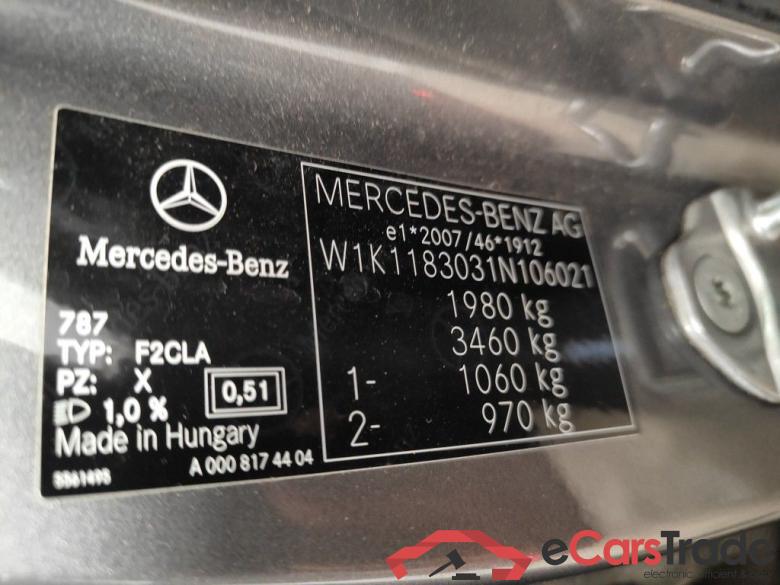 Mercedes-Benz
787
TYP: F2CLA
PZ: X
0,51
1,0 %
Made in Hungary
A 000 817 44 04
MERCEDES-BENZ AG
e1*2007/46*1912
W1K1183031N106021
1980 kg
3460 kg
1- 1060 kg
2- 970 kg
eCarsTrade